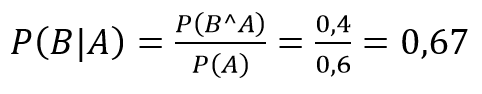 P(B|A) = P(B^A)/P(A) = 0,4/0,6 = 0,67